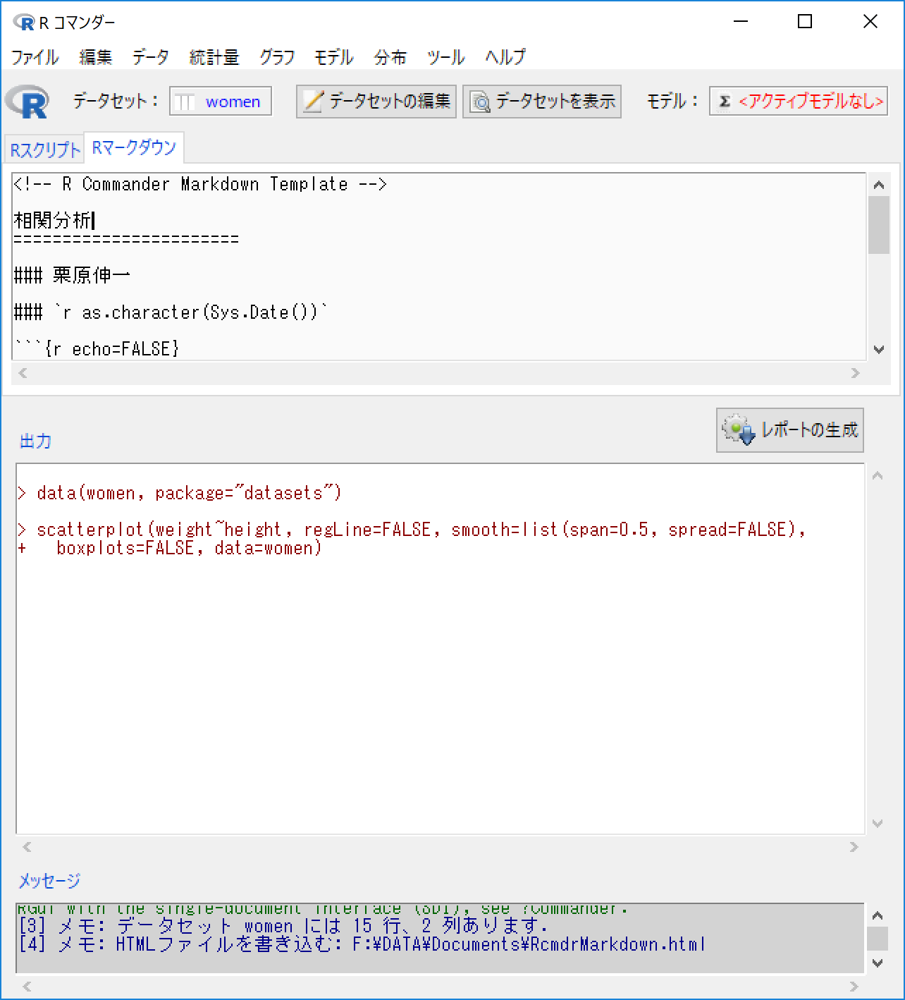 R コマンダー
ファイル 編集 データ 統計量 グラフ モデル 分布 ツール ヘルプ
R データセット： women データセットの編集 データセットを表示 モデル： Σ <アクティブモデルなし>
Rスクリプト Rマークダウン
<!-- R Commander Markdown Template -->
相関分析
=======================
### 栗原伸一
### `r as.character(Sys.Date())`
```{r echo=FALSE}
出力 レポートの生成
> data(women, package="datasets")
> scatterplot(weight~height, regLine=FALSE, smooth=list(span=0.5, spread=FALSE),
+   boxplots=FALSE, data=women)
メッセージ
RGui with the single-document interface (SDI), see ?Commander.
[3] メモ: データセット women には 15 行、2 列あります.
[4] メモ: HTMLファイルを書き込む: F:¥DATA¥Documents¥RcmdrMarkdown.html